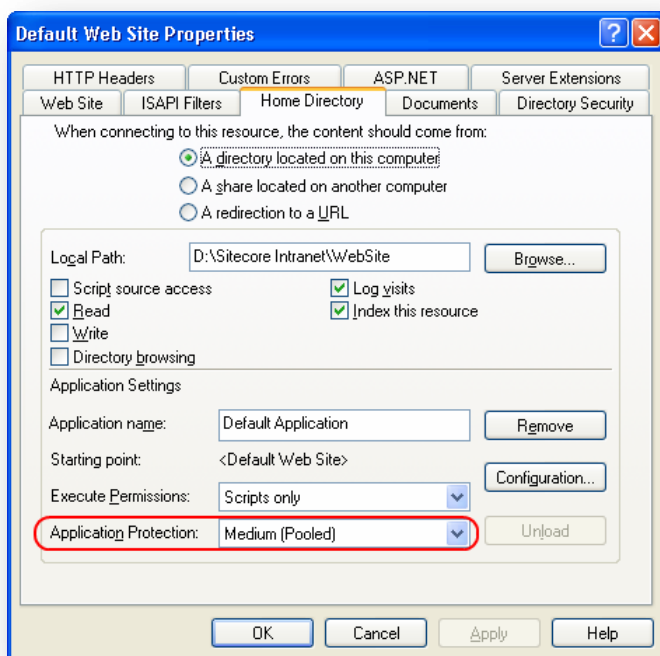 Default Web Site Properties
HTTP Headers Custom Errors ASP.NET Server Extensions
Web Site ISAPI Filters Home Directory Documents Directory Security
When connecting to this resource, the content should come from:
A directory located on this computer
A share located on another computer
A redirection to a URL
Local Path: D:\Sitecore Intranet\WebSite Browse...
Script source access Log visits
Read Index this resource
Write
Directory browsing
Application Settings
Application name: Default Application Remove
Starting point: <Default Web Site>
Configuration...
Execute Permissions: Scripts only
Application Protection: Medium (Pooled) Unload
OK Cancel Apply Help